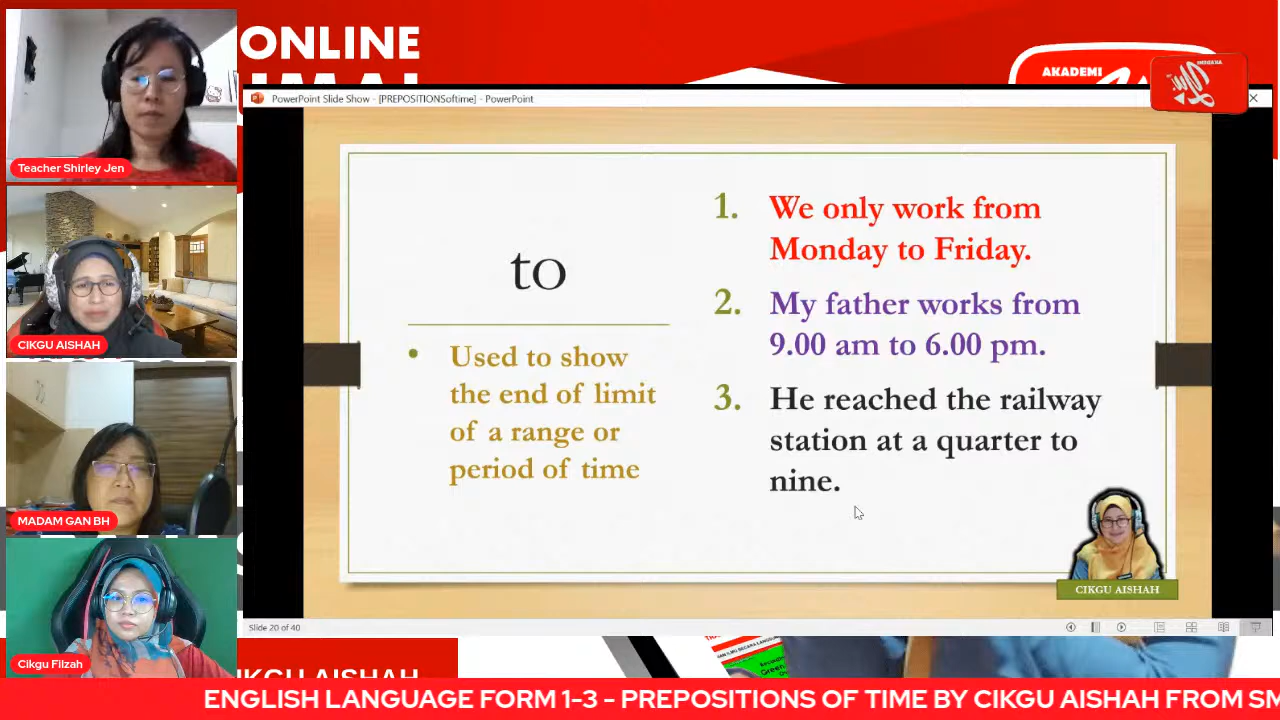 ONLINE
AKADEMI
Teacher Shirley Jen
CIKGU AISHAH
MADAM GAN BH
Cikgu Filzah
PowerPoint Slide Show - [PREPOSITIONSoftime] - PowerPoint
to
• Used to show
the end of limit
of a range or
period of time
1. We only work from
Monday to Friday.
2. My father works from
9.00 am to 6.00 pm.
3. He reached the railway
station at a quarter to
nine.
CIKGU AISHAH
Slide 20 of 40
ENGLISH LANGUAGE FORM 1-3 - PREPOSITIONS OF TIME BY CIKGU AISHAH FROM SM